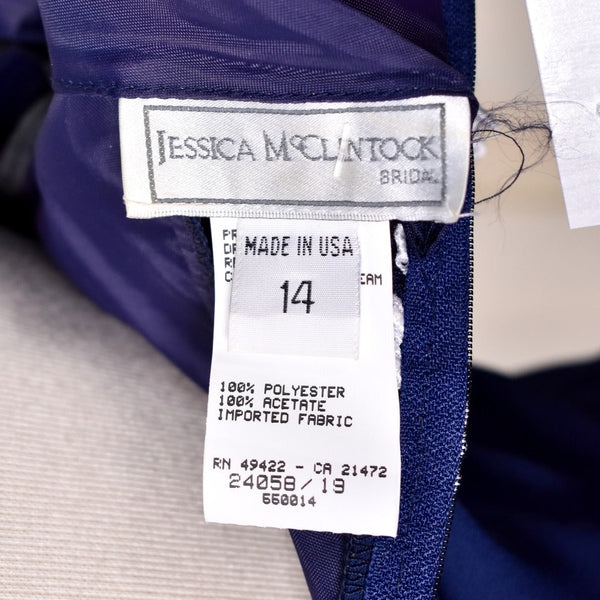 JESSICA MCCLINTOCK
BRIDAL
MADE IN USA
14
100% POLYESTER
100% ACETATE
IMPORTED FABRIC
RN 49422 - CA 21472
24058/19
550014